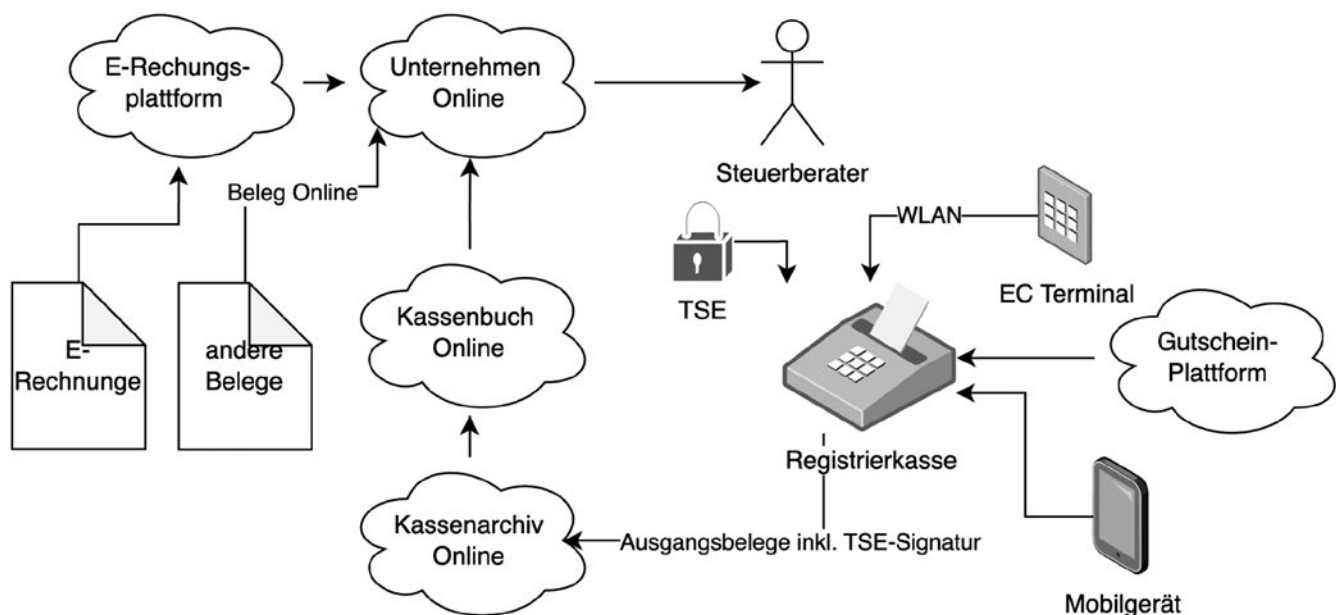 E-Rechungs-
plattform
Unternehmen
Online
Steuerberater
Beleg Online
WLAN
TSE
EC Terminal
E-
Rechnunge
andere
Belege
Kassenbuch
Online
Gutschein-
Plattform
Registrierkasse
Kassenarchiv
Online
Ausgangsbelege inkl. TSE-Signatur
Mobilgerät